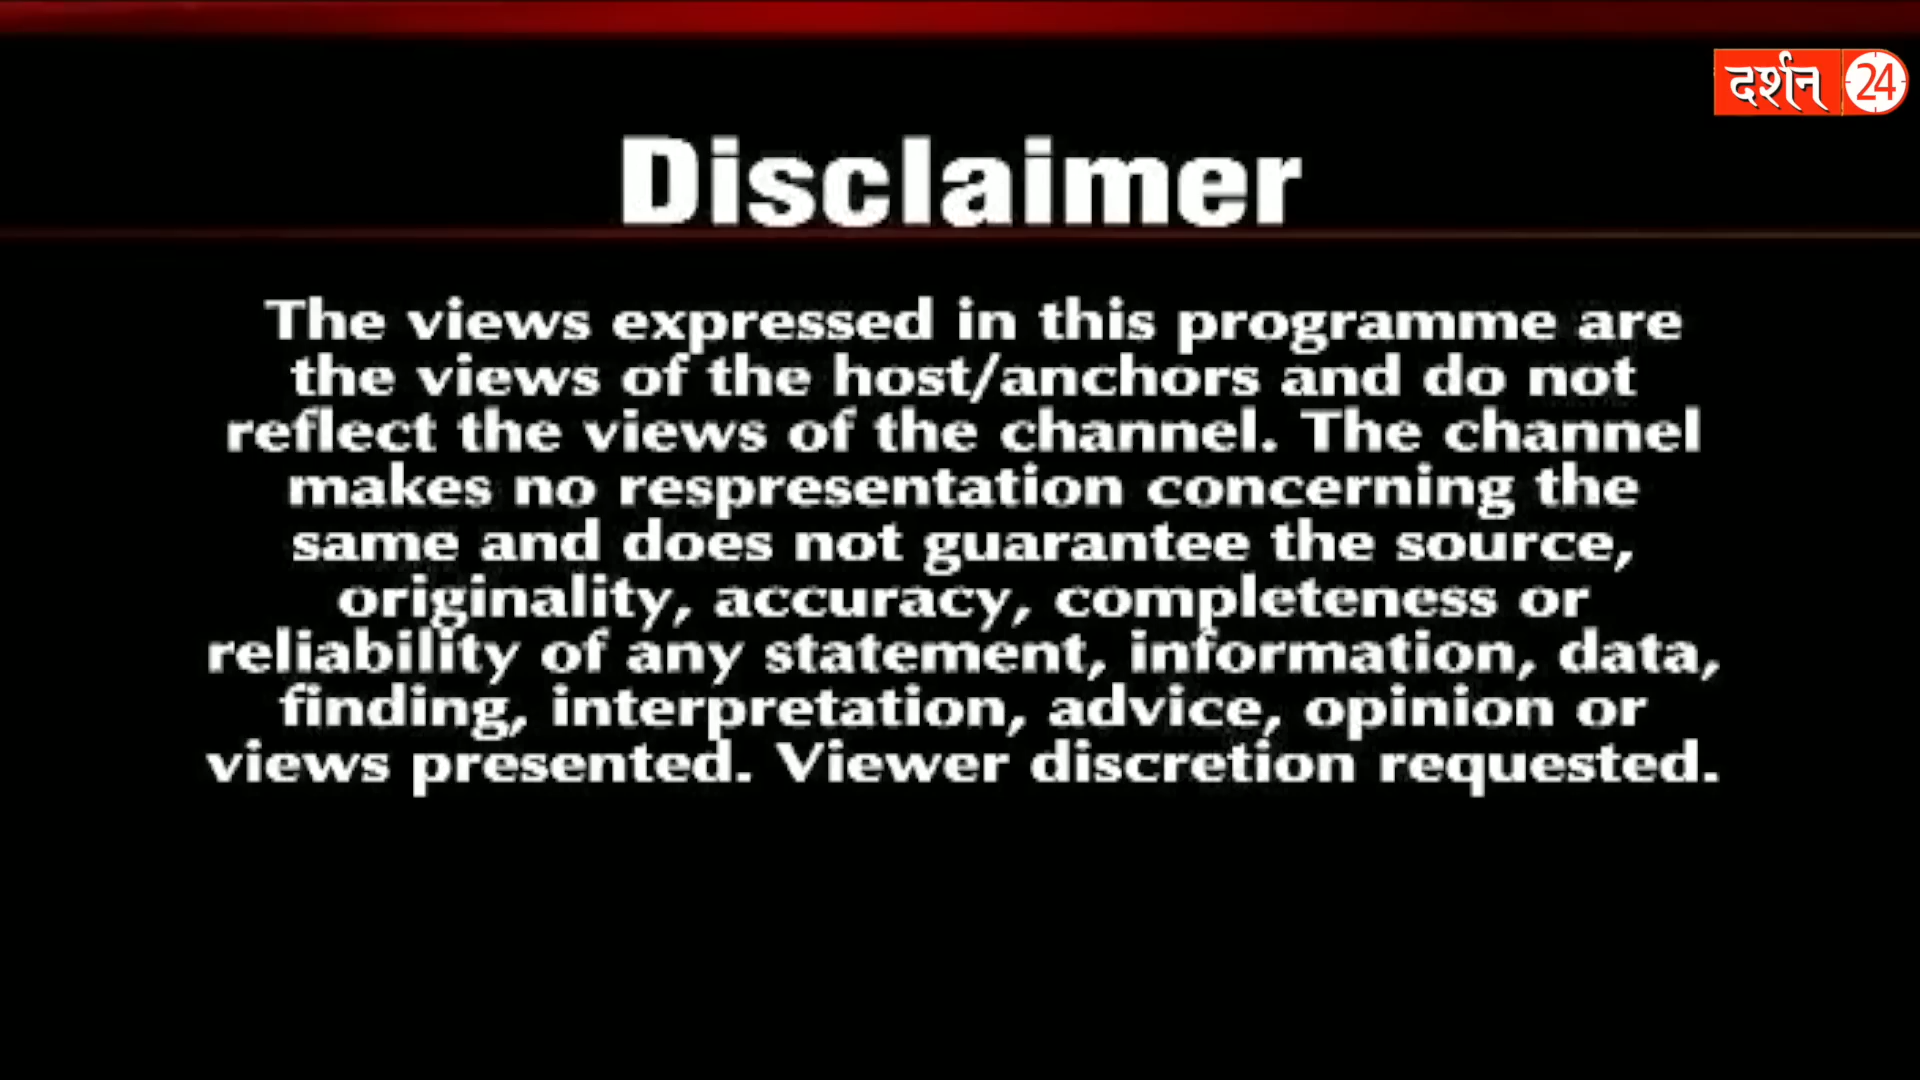 दर्शन 24
Disclaimer
The views expressed in this programme are
the views of the host/anchors and do not
reflect the views of the channel. The channel
makes no respresentation concerning the
same and does not guarantee the source,
originality, accuracy, completeness or
reliability of any statement, information, data,
finding, interpretation, advice, opinion or
views presented. Viewer discretion requested.